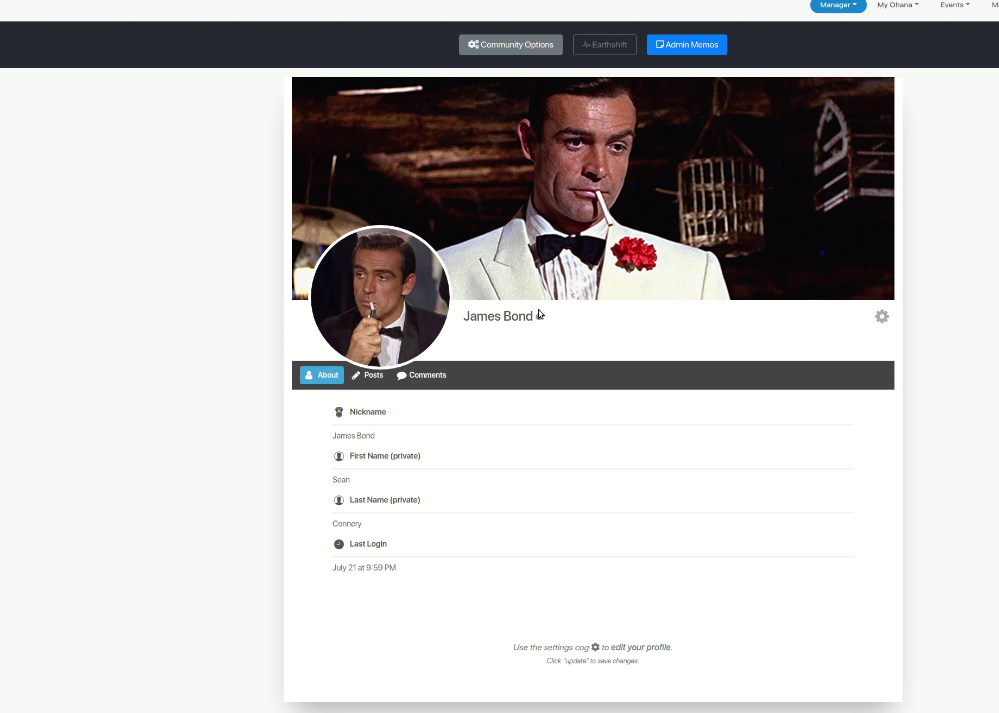 Manager My Ohana Events
Community Options Earthshift Admin Memos
James Bond
About Posts Comments
Nickname
James Bond
First Name (private)
Sean
Last Name (private)
Connery
Last Login
July 21 at 9:59 PM
Use the settings cog to edit your profile.
Click "update" to save changes.